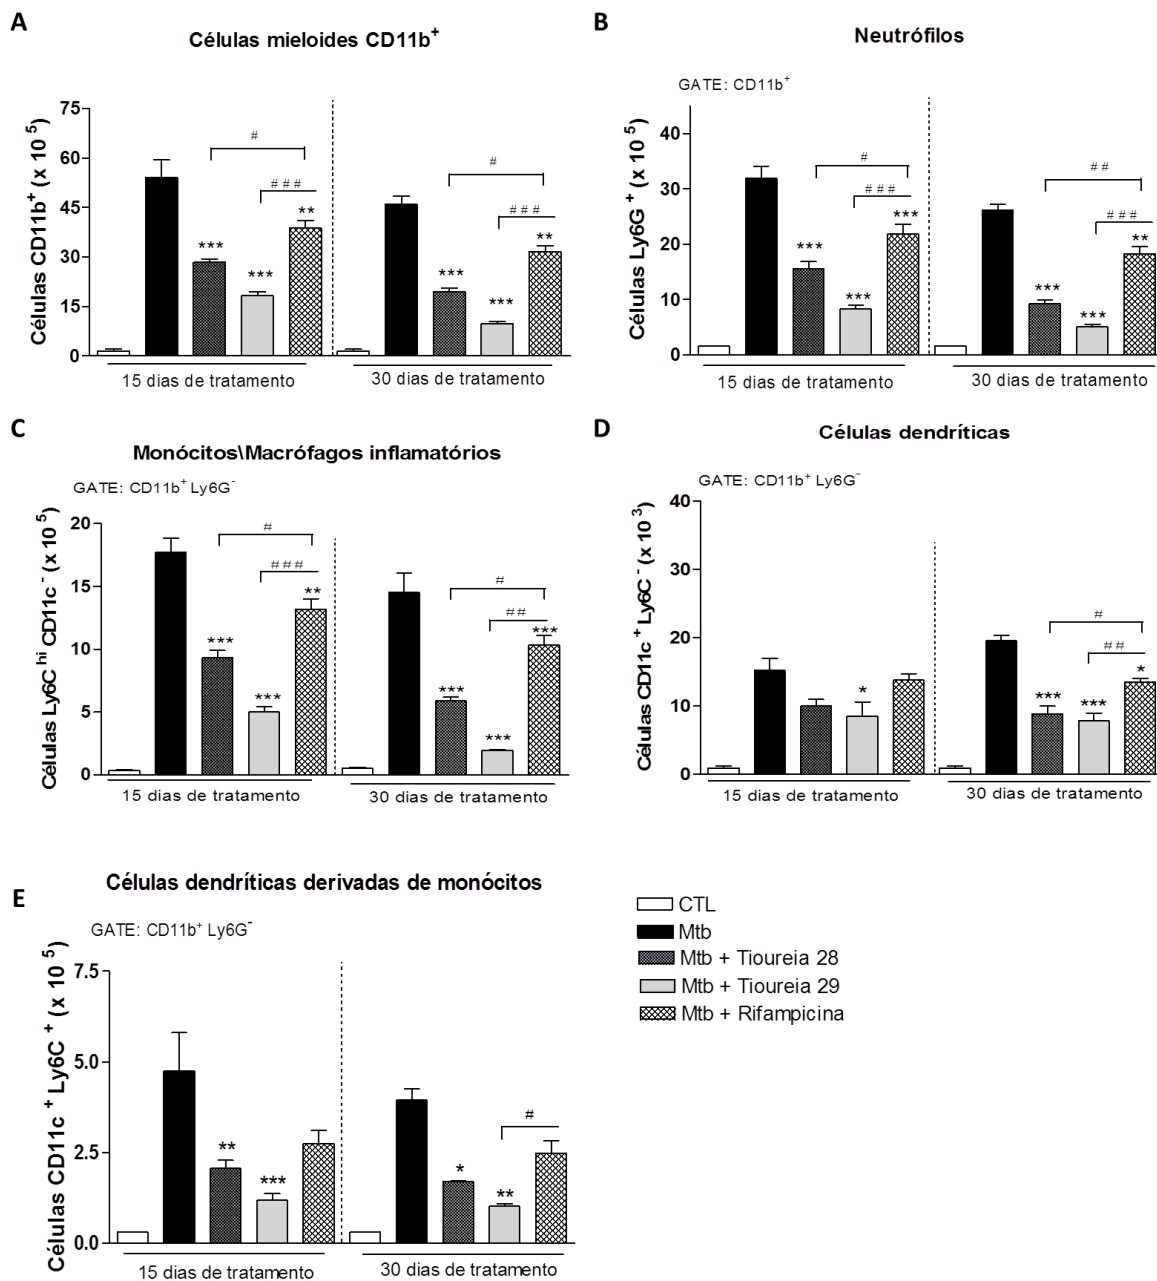 A
Células mieloides CD11b+
Células CD11b+ (x 10 5)
75
60
45
30
15
0
#
# # #
***
***
**
#
# # #
***
***
**
15 dias de tratamento
30 dias de tratamento
B
Neutrófilos
GATE: CD11b+
Células Ly6G + (x 10 5)
40
30
20
10
0
#
# # #
***
***
***
# #
# # #
***
***
**
15 dias de tratamento
30 dias de tratamento
C
Monócitos\Macrófagos inflamatórios
GATE: CD11b+ Ly6G-
Células Ly6C hi CD11c - (x 10 5)
20
15
10
5
0
#
# # #
***
***
**
#
# #
***
***
***
15 dias de tratamento
30 dias de tratamento
D
Células dendríticas
GATE: CD11b+ Ly6G-
Células CD11c + Ly6C - (x 10 3)
40
30
20
10
0
*
#
# #
***
***
*
15 dias de tratamento
30 dias de tratamento
E
Células dendríticas derivadas de monócitos
GATE: CD11b+ Ly6G-
Células CD11c + Ly6C + (x 10 5)
7.5
5.0
2.5
0.0
**
***
#
*
**
15 dias de tratamento
30 dias de tratamento
CTL
Mtb
Mtb + Tioureia 28
Mtb + Tioureia 29
Mtb + Rifampicina